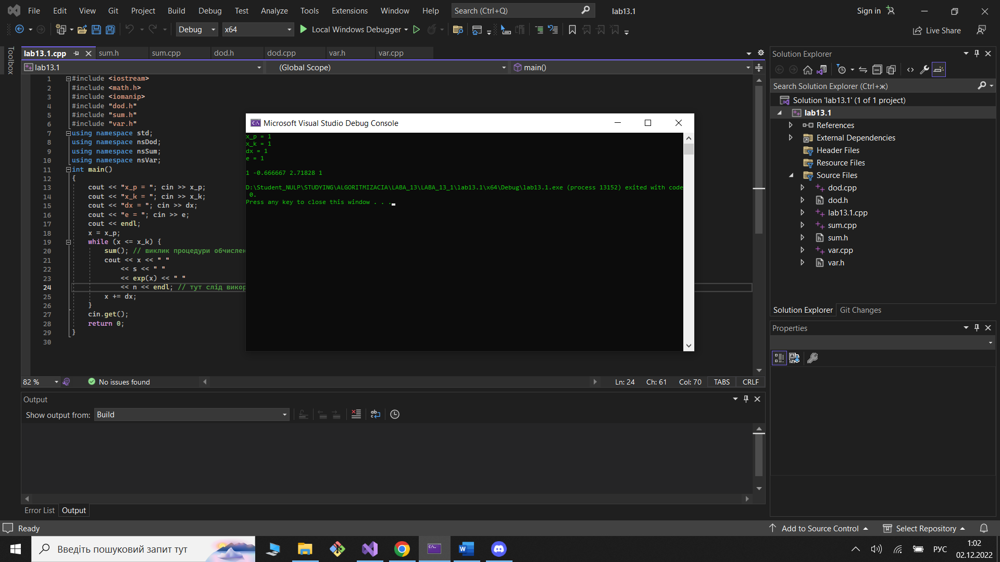 File Edit View Git Project Build Debug Test Analyze Tools Extensions Window Help Search (Ctrl+Q) lab13.1 Sign in
Debug x64 Local Windows Debugger Live Share
Toolbox
lab13.1.cpp sum.h sum.cpp dod.h dod.cpp var.h var.cpp
lab13.1 (Global Scope) main()
1 #include <iostream>
2 #include <math.h>
3 #include <iomanip>
4 #include "dod.h"
5 #include "sum.h"
6 #include "var.h"
7 using namespace std;
8 using namespace nsDod;
9 using namespace nsSum;
10 using namespace nsVar;
11 int main()
12 {
13 cout << "x_p = "; cin >> x_p;
14 cout << "x_k = "; cin >> x_k;
15 cout << "dx = "; cin >> dx;
16 cout << "e = "; cin >> e;
17 cout << endl;
18 x = x_p;
19 while (x <= x_k) {
20 sum(); // виклик процедури обчислен
21 cout << x << " "
22 << s << " "
23 << exp(x) << " "
24 << n << endl; // тут слід викор
25 x += dx;
26 }
27 cin.get();
28 return 0;
29 }
30
Microsoft Visual Studio Debug Console
x_p = 1
x_k = 1
dx = 1
e = 1
1 -0.666667 2.71828 1
D:\Student_NULP\STUDYING\ALGORITMIZACIA\LABA_13\LABA_13_1\lab13.1\x64\Debug\lab13.1.exe (process 13152) exited with code
0.
Press any key to close this window . . .
82 % No issues found Ln: 24 Ch: 61 Col: 70 TABS CRLF
Output
Show output from: Build
Error List Output
Solution Explorer
Search Solution Explorer (Ctrl+ж)
Solution 'lab13.1' (1 of 1 project)
lab13.1
References
External Dependencies
Header Files
Resource Files
Source Files
dod.cpp
dod.h
lab13.1.cpp
sum.cpp
sum.h
var.cpp
var.h
Solution Explorer Git Changes
Properties
Ready Add to Source Control Select Repository
Введіть пошуковий запит тут РУС 1:02
02.12.2022